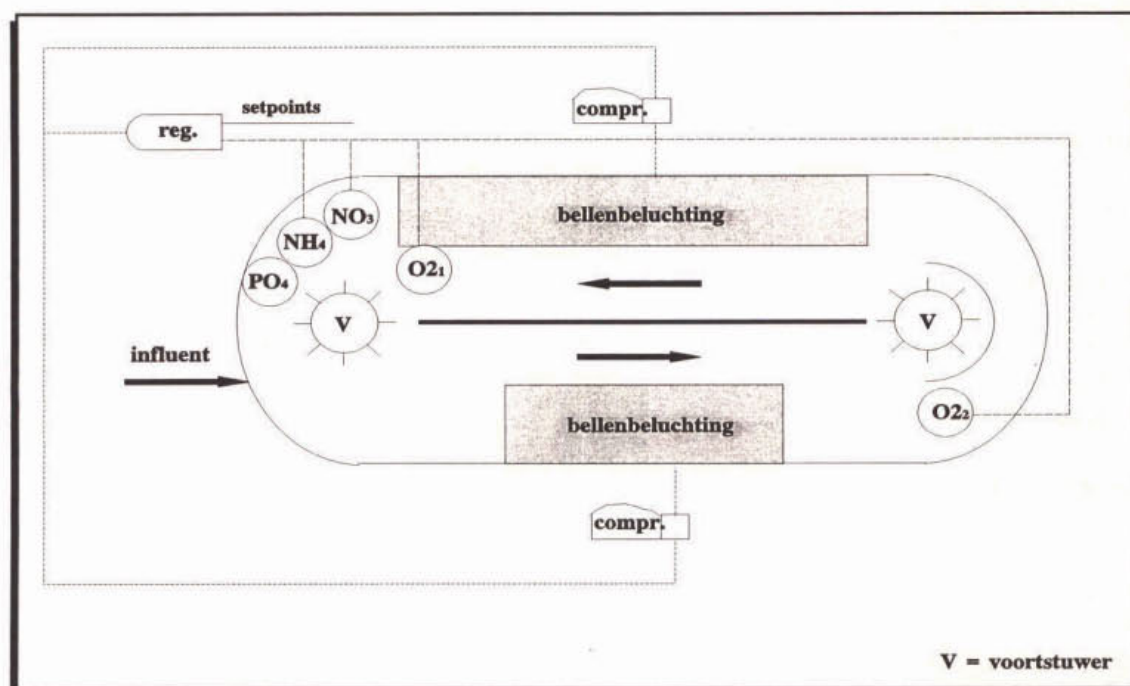 setpoints
reg.
compr.
bellenbeluchting
NO₃
NH₄
PO₄
O2₁
V
V
influent
O2₂
bellenbeluchting
compr.
V = voortstuwer